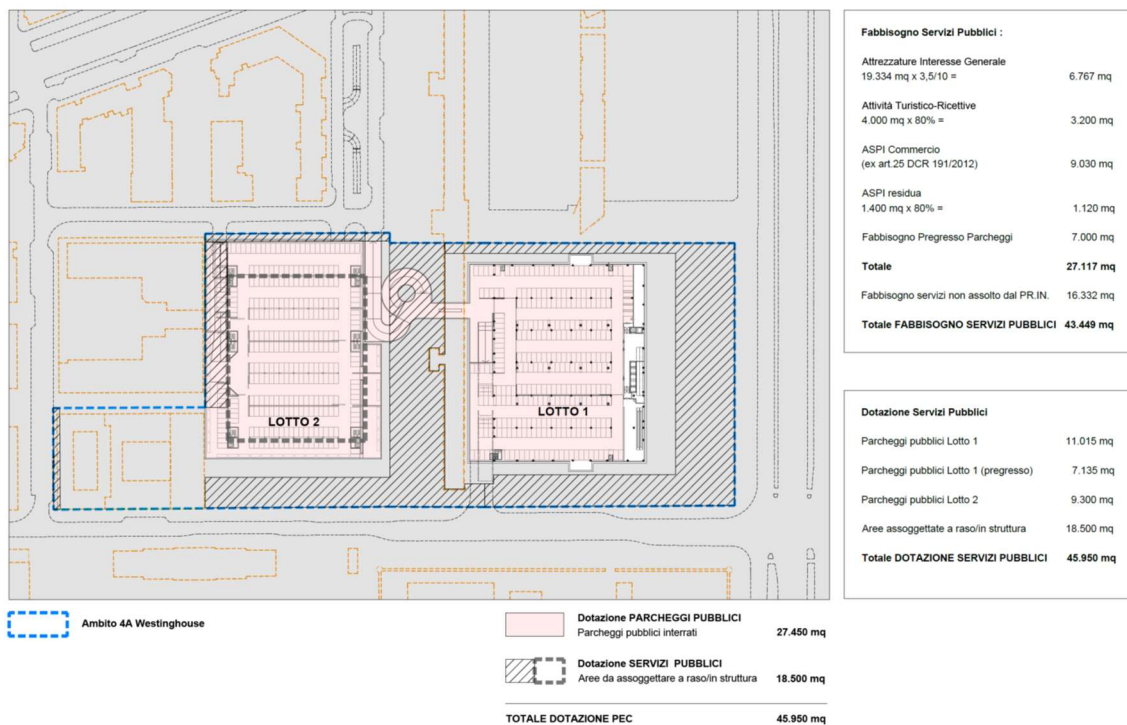 LOTTO 2
LOTTO 1
Fabbisogno Servizi Pubblici :
Attrezzature Interesse Generale
19.334 mq x 3,5/10 = 6.767 mq
Attività Turistico-Ricettive
4.000 mq x 80% = 3.200 mq
ASPI Commercio
(ex art.25 DCR 191/2012) 9.030 mq
ASPI residua
1.400 mq x 80% = 1.120 mq
Fabbisogno Pregresso Parcheggi 7.000 mq
Totale 27.117 mq
Fabbisogno servizi non assolto dal PR.IN. 16.332 mq
Totale FABBISOGNO SERVIZI PUBBLICI 43.449 mq
Dotazione Servizi Pubblici
Parcheggi pubblici Lotto 1 11.015 mq
Parcheggi pubblici Lotto 1 (pregresso) 7.135 mq
Parcheggi pubblici Lotto 2 9.300 mq
Aree assoggettate a raso/in struttura 18.500 mq
Totale DOTAZIONE SERVIZI PUBBLICI 45.950 mq
Ambito 4A Westinghouse
Dotazione PARCHEGGI PUBBLICI
Parcheggi pubblici interrati 27.450 mq
Dotazione SERVIZI PUBBLICI
Aree da assoggettare a raso/in struttura 18.500 mq
TOTALE DOTAZIONE PEC 45.950 mq